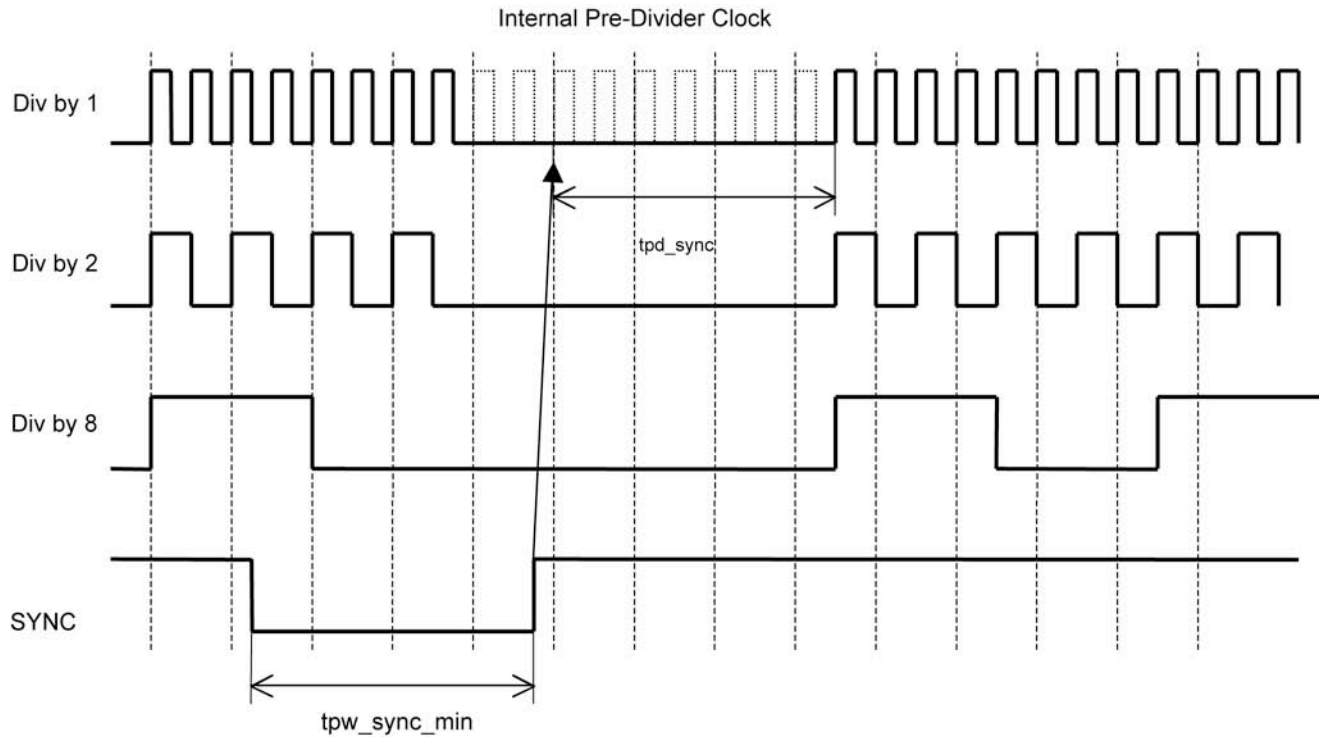 Internal Pre-Divider Clock
Div by 1
tpd_sync
Div by 2
Div by 8
SYNC
tpw_sync_min